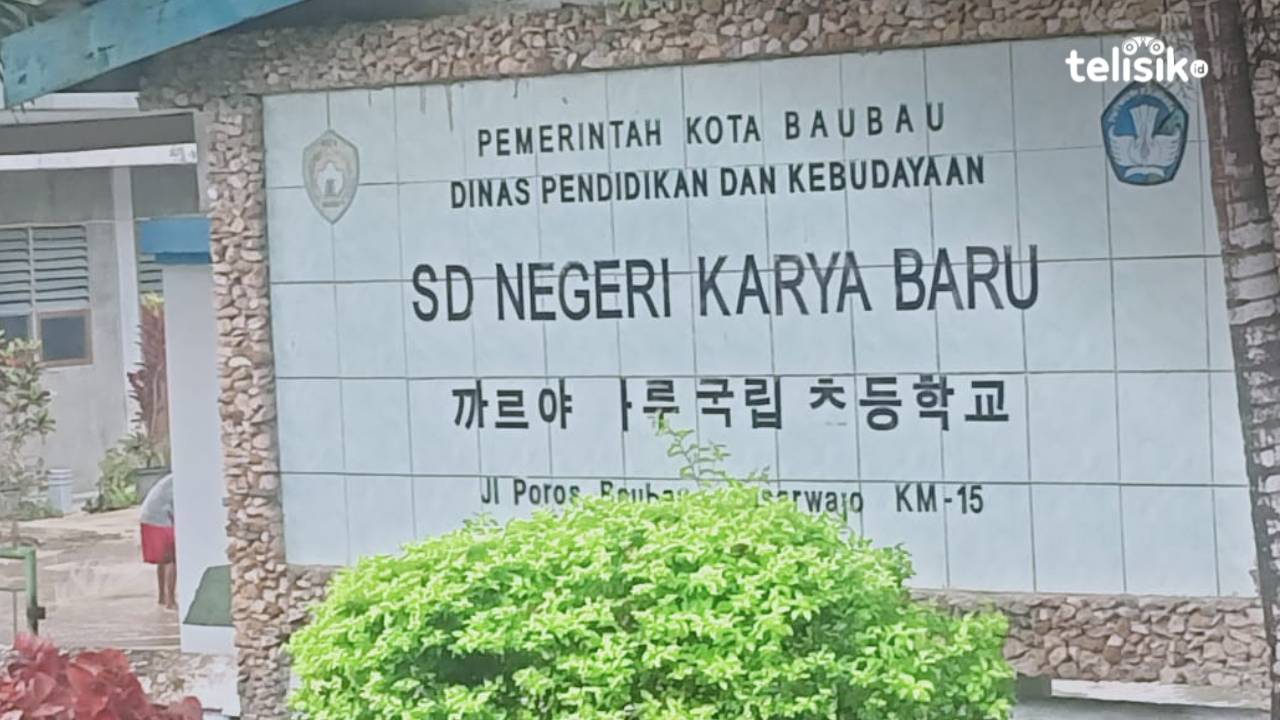 telisik.id
PEMERINTAH KOTA BAUBAU
DINAS PENDIDIKAN DAN KEBUDAYAAN
SD NEGERI KARYA BARU
까르야 국립 등학교
Jl Poros KM-15